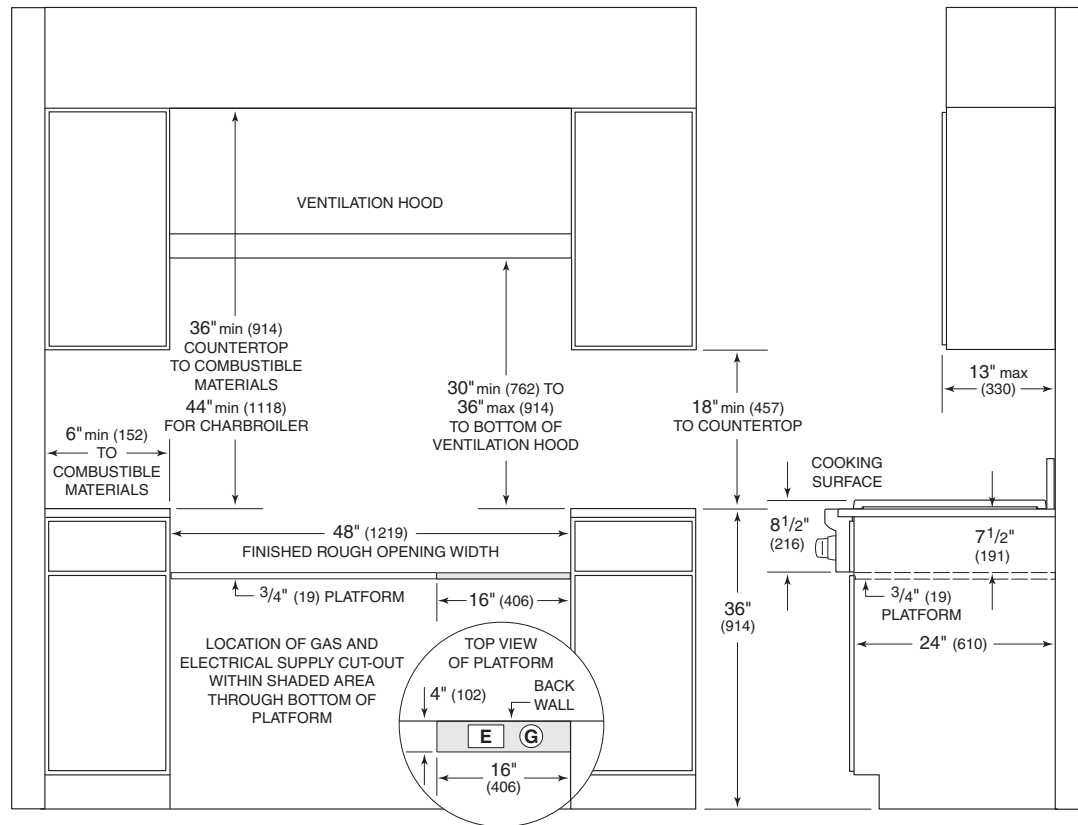 VENTILATION HOOD
36" min (914)
COUNTERTOP
TO COMBUSTIBLE
MATERIALS
44" min (1118)
FOR CHARBROILER
30" min (762) TO
36" max (914)
TO BOTTOM OF
VENTILATION HOOD
18" min (457)
TO COUNTERTOP
13" max
(330)
6" min (152)
TO
COMBUSTIBLE
MATERIALS
COOKING
SURFACE
48" (1219)
FINISHED ROUGH OPENING WIDTH
8 1/2"
(216)
7 1/2"
(191)
3/4" (19) PLATFORM
16" (406)
3/4" (19)
PLATFORM
36"
(914)
24" (610)
LOCATION OF GAS AND
ELECTRICAL SUPPLY CUT-OUT
WITHIN SHADED AREA
THROUGH BOTTOM OF
PLATFORM
TOP VIEW
OF PLATFORM
4" (102)
BACK
WALL
E G
16"
(406)